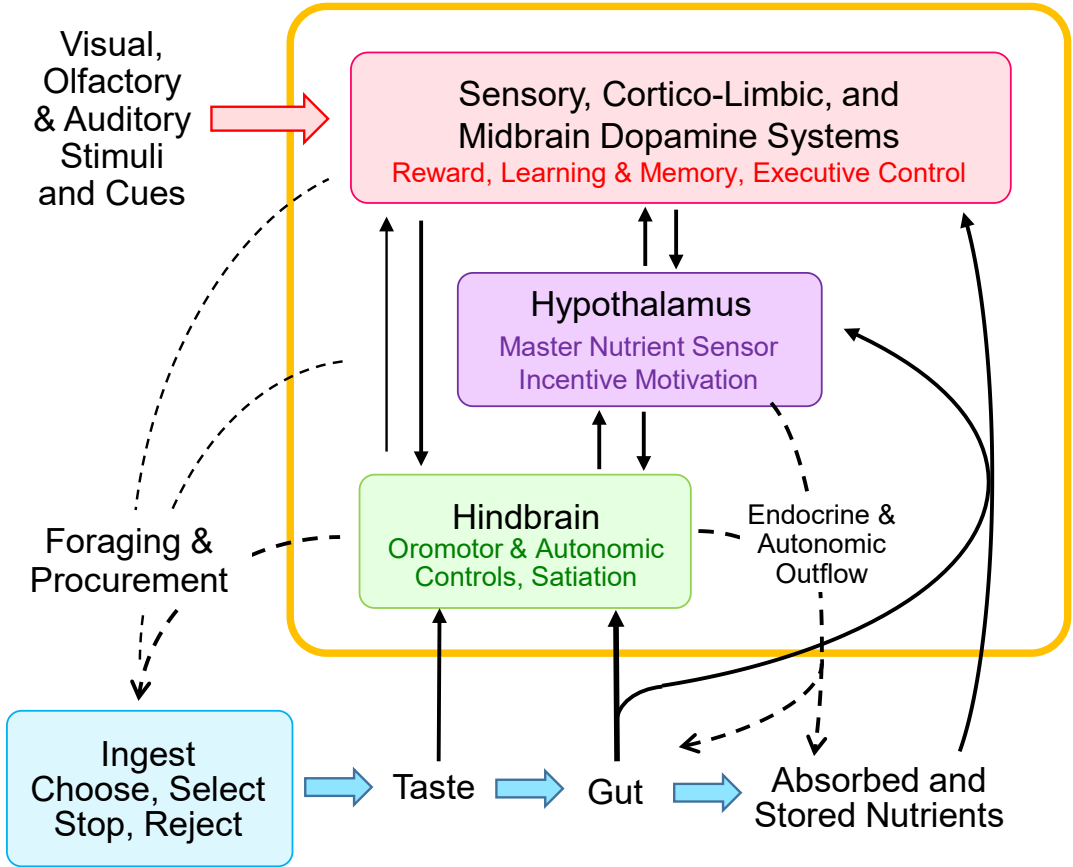 Visual,
Olfactory
& Auditory
Stimuli
and Cues
Sensory, Cortico-Limbic, and
Midbrain Dopamine Systems
Reward, Learning & Memory, Executive Control
Hypothalamus
Master Nutrient Sensor
Incentive Motivation
Hindbrain
Oromotor & Autonomic
Controls, Satiation
Endocrine &
Autonomic
Outflow
Foraging &
Procurement
Ingest
Choose, Select
Stop, Reject
Taste
Gut
Absorbed and
Stored Nutrients